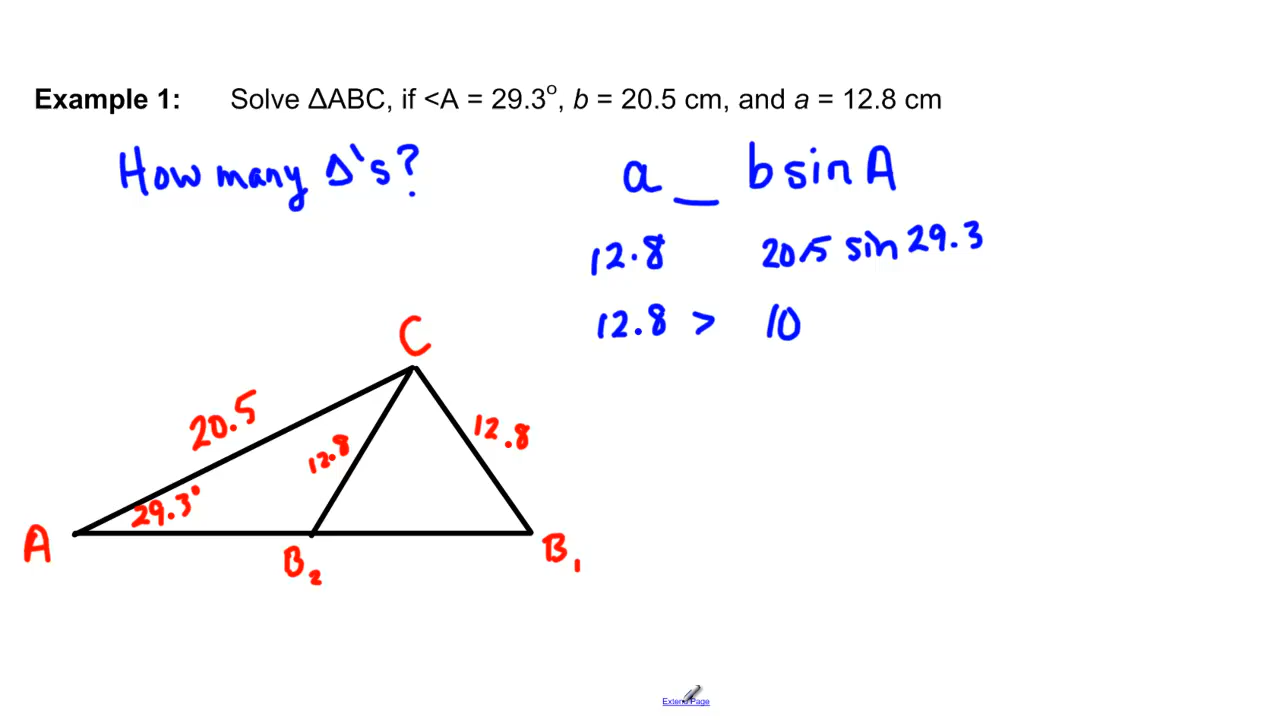 Example 1: Solve ΔABC, if <A = 29.3°, b = 20.5 cm, and a = 12.8 cm
How many Δ's? a _ b sin A
12.8 20.5 sin 29.3
12.8 > 10
C
20.5
12.8
12.8
29.3°
A
B₂
B₁
Extend Page